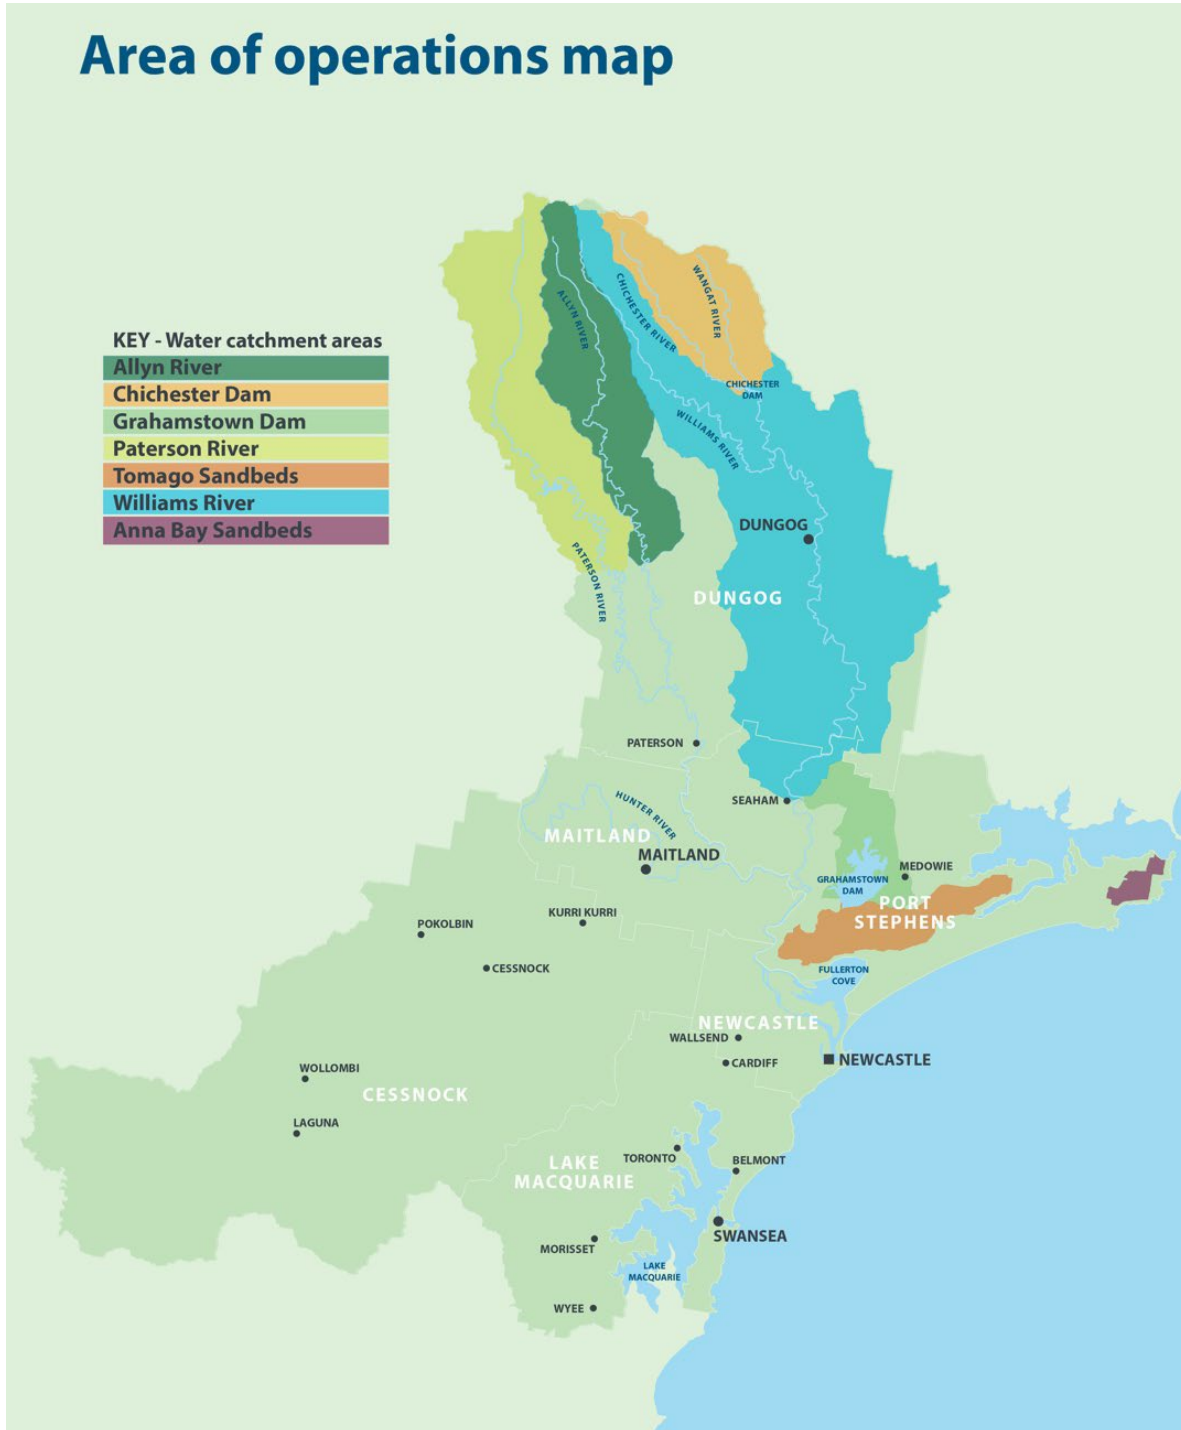 Area of operations map
KEY - Water catchment areas
Allyn River
Chichester Dam
Grahamstown Dam
Paterson River
Tomago Sandbeds
Williams River
Anna Bay Sandbeds
ALLYN RIVER
CHICHESTER RIVER
WANGAT RIVER
CHICHESTER
DAM
WILLIAMS RIVER
DUNGOG
PATERSON RIVER
DUNGOG
PATERSON
SEAHAM
HUNTER RIVER
MAITLAND
MAITLAND
GRAHAMSTOWN
DAM
MEDOWIE
PORT
STEPHENS
KURRI KURRI
POKOLBIN
CESSNOCK
FULLERTON
COVE
NEWCASTLE
WALLSEND
CARDIFF
NEWCASTLE
WOLLOMBI
CESSNOCK
LAGUNA
TORONTO
BELMONT
LAKE
MACQUARIE
SWANSEA
MORISSET
LAKE
MACQUARIE
WYEE